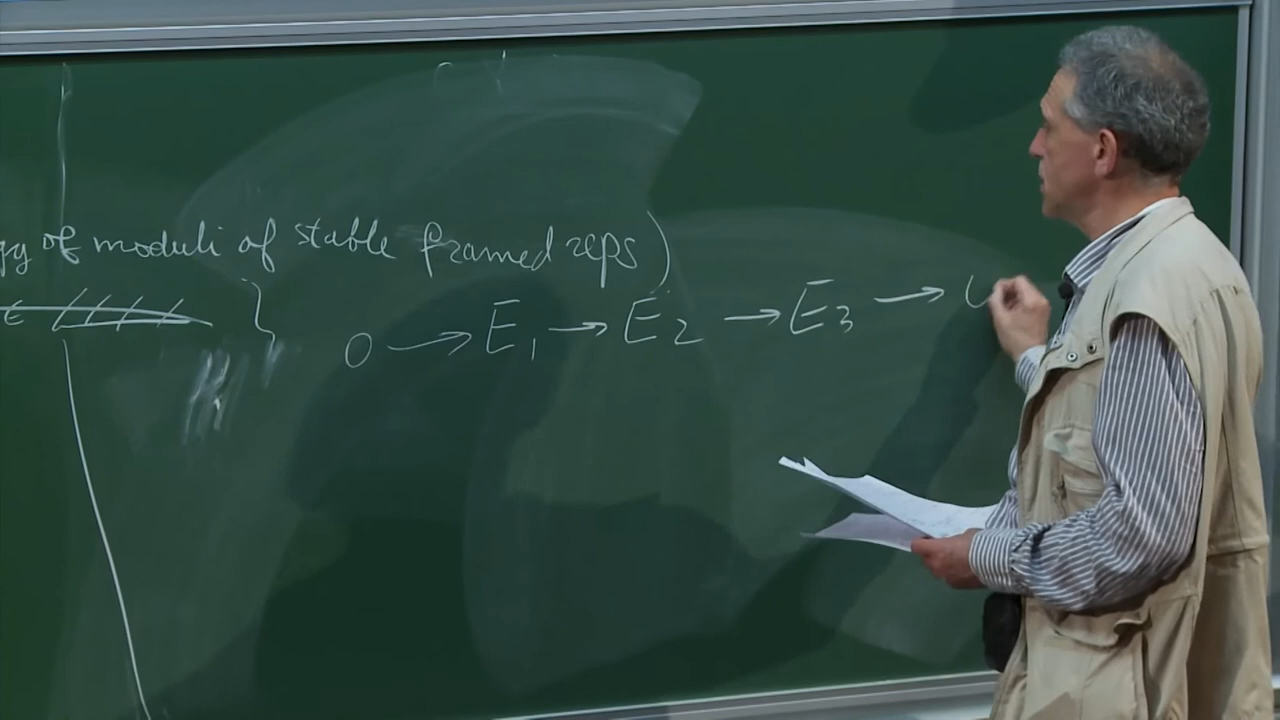 of moduli of stable framed reps)
} 0 → E₁ → E₂ → E₃ →